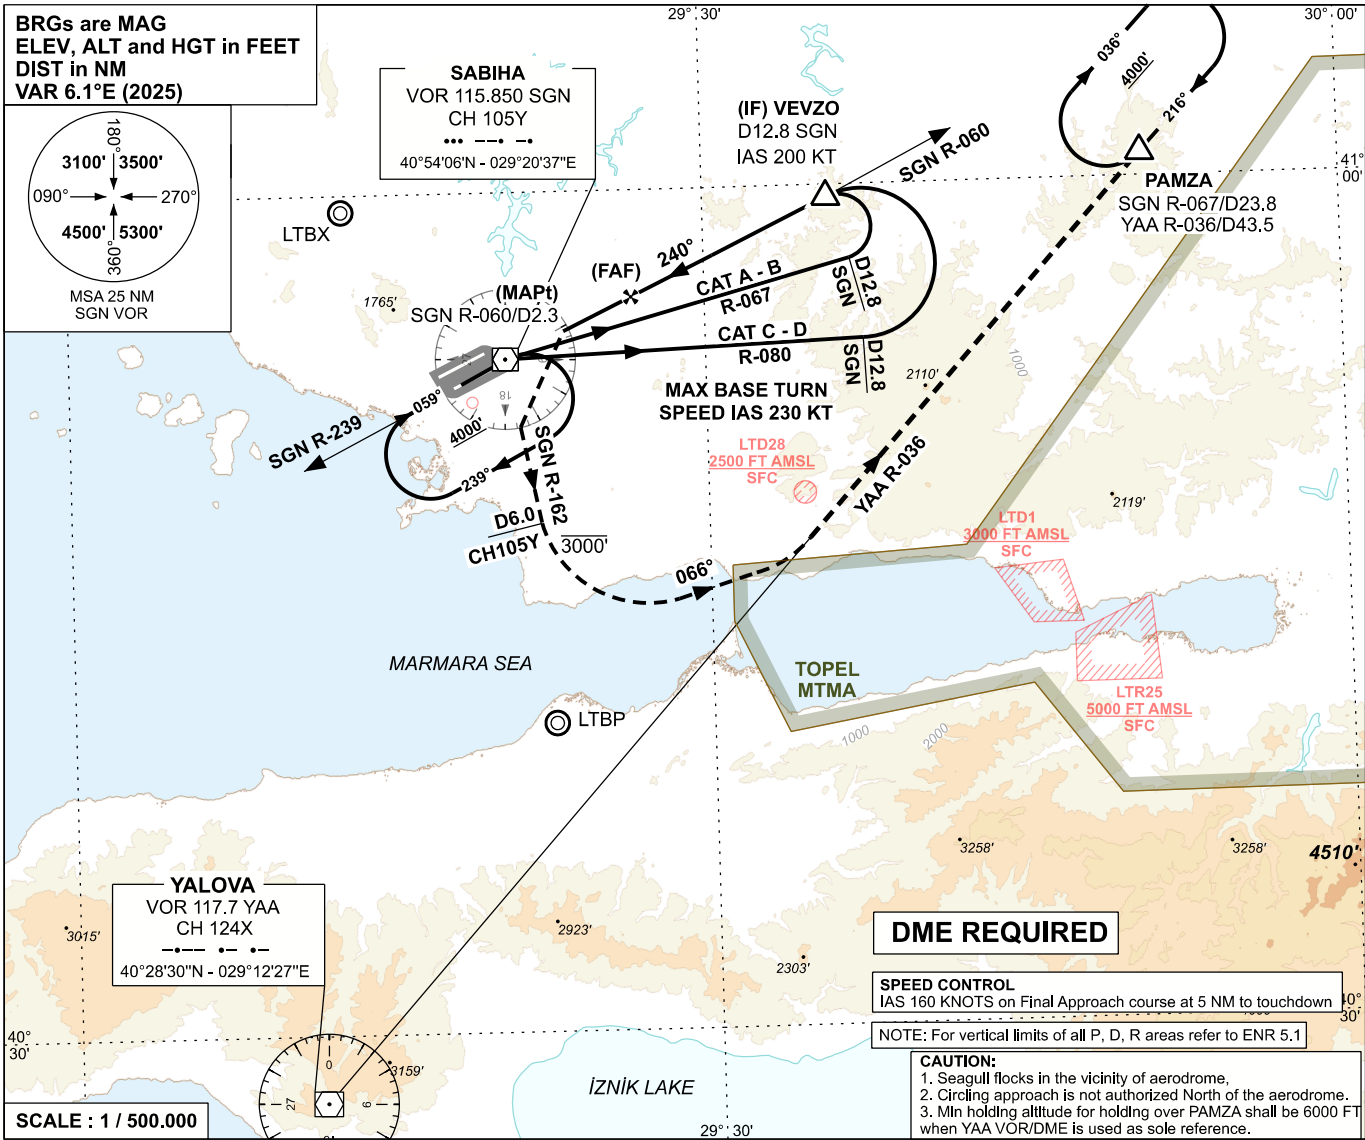 BRGs are MAG
ELEV, ALT and HGT in FEET
DIST in NM
VAR 6.1°E (2025)
180°
3100' 3500'
090° 270°
4500' 5300'
360°
MSA 25 NM
SGN VOR
SABIHA
VOR 115.850 SGN
CH 105Y
40°54'06"N - 029°20'37"E
29° 30'
30° 00'
41°
00'
(IF) VEVZO
D12.8 SGN
IAS 200 KT
SGN R-060
036°
4000'
216°
PAMZA
SGN R-067/D23.8
YAA R-036/D43.5
LTBX
1765'
240°
(FAF)
(MAPt)
SGN R-060/D2.3
CAT A - B
R-067
D12.8
SGN
CAT C - D
R-080
D12.8
SGN
MAX BASE TURN
SPEED IAS 230 KT
18
059°
4000'
SGN R-239
239°
SGN R-162
D6.0
CH105Y
3000'
066°
YAA R-036
2110'
1000
LTD28
2500 FT AMSL
SFC
2119'
LTD1
3000 FT AMSL
SFC
MARMARA SEA
TOPEL
MTMA
LTR25
5000 FT AMSL
SFC
LTBP
1000
2000
3258'
3258'
4510'
YALOVA
VOR 117.7 YAA
CH 124X
40°28'30"N - 029°12'27"E
3015'
2923'
2303'
DME REQUIRED
SPEED CONTROL
IAS 160 KNOTS on Final Approach course at 5 NM to touchdown
40°
30'
40°
30'
NOTE: For vertical limits of all P, D, R areas refer to ENR 5.1
CAUTION:
1. Seagull flocks in the vicinity of aerodrome,
2. Circling approach is not authorized North of the aerodrome.
3. Min holding altitude for holding over PAMZA shall be 6000 FT
when YAA VOR/DME is used as sole reference.
0
27
9
3159'
İZNİK LAKE
SCALE : 1 / 500.000
29° 30'